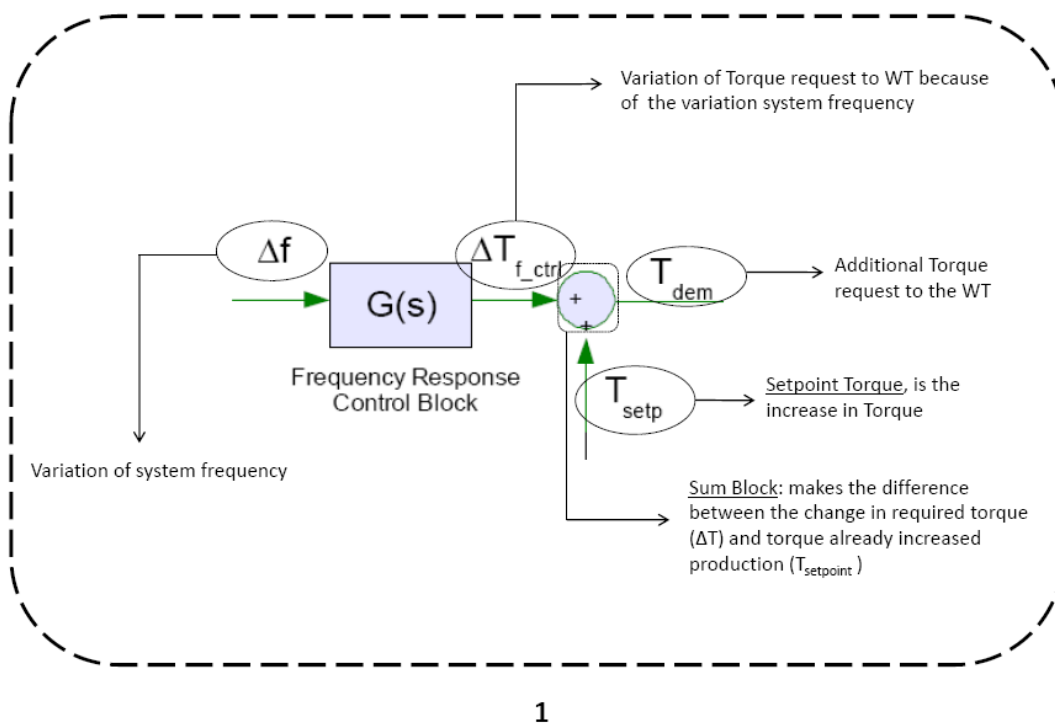 Variation of Torque request to WT because
of the variation system frequency
Δf
ΔT
f_ctrl
T
dem
Additional Torque
request to the WT
G(s)
+
+
Frequency Response
Control Block
T
setp
Setpoint Torque, is the
increase in Torque
Variation of system frequency
Sum Block: makes the difference
between the change in required torque
(ΔT) and torque already increased
production (Tsetpoint )
1